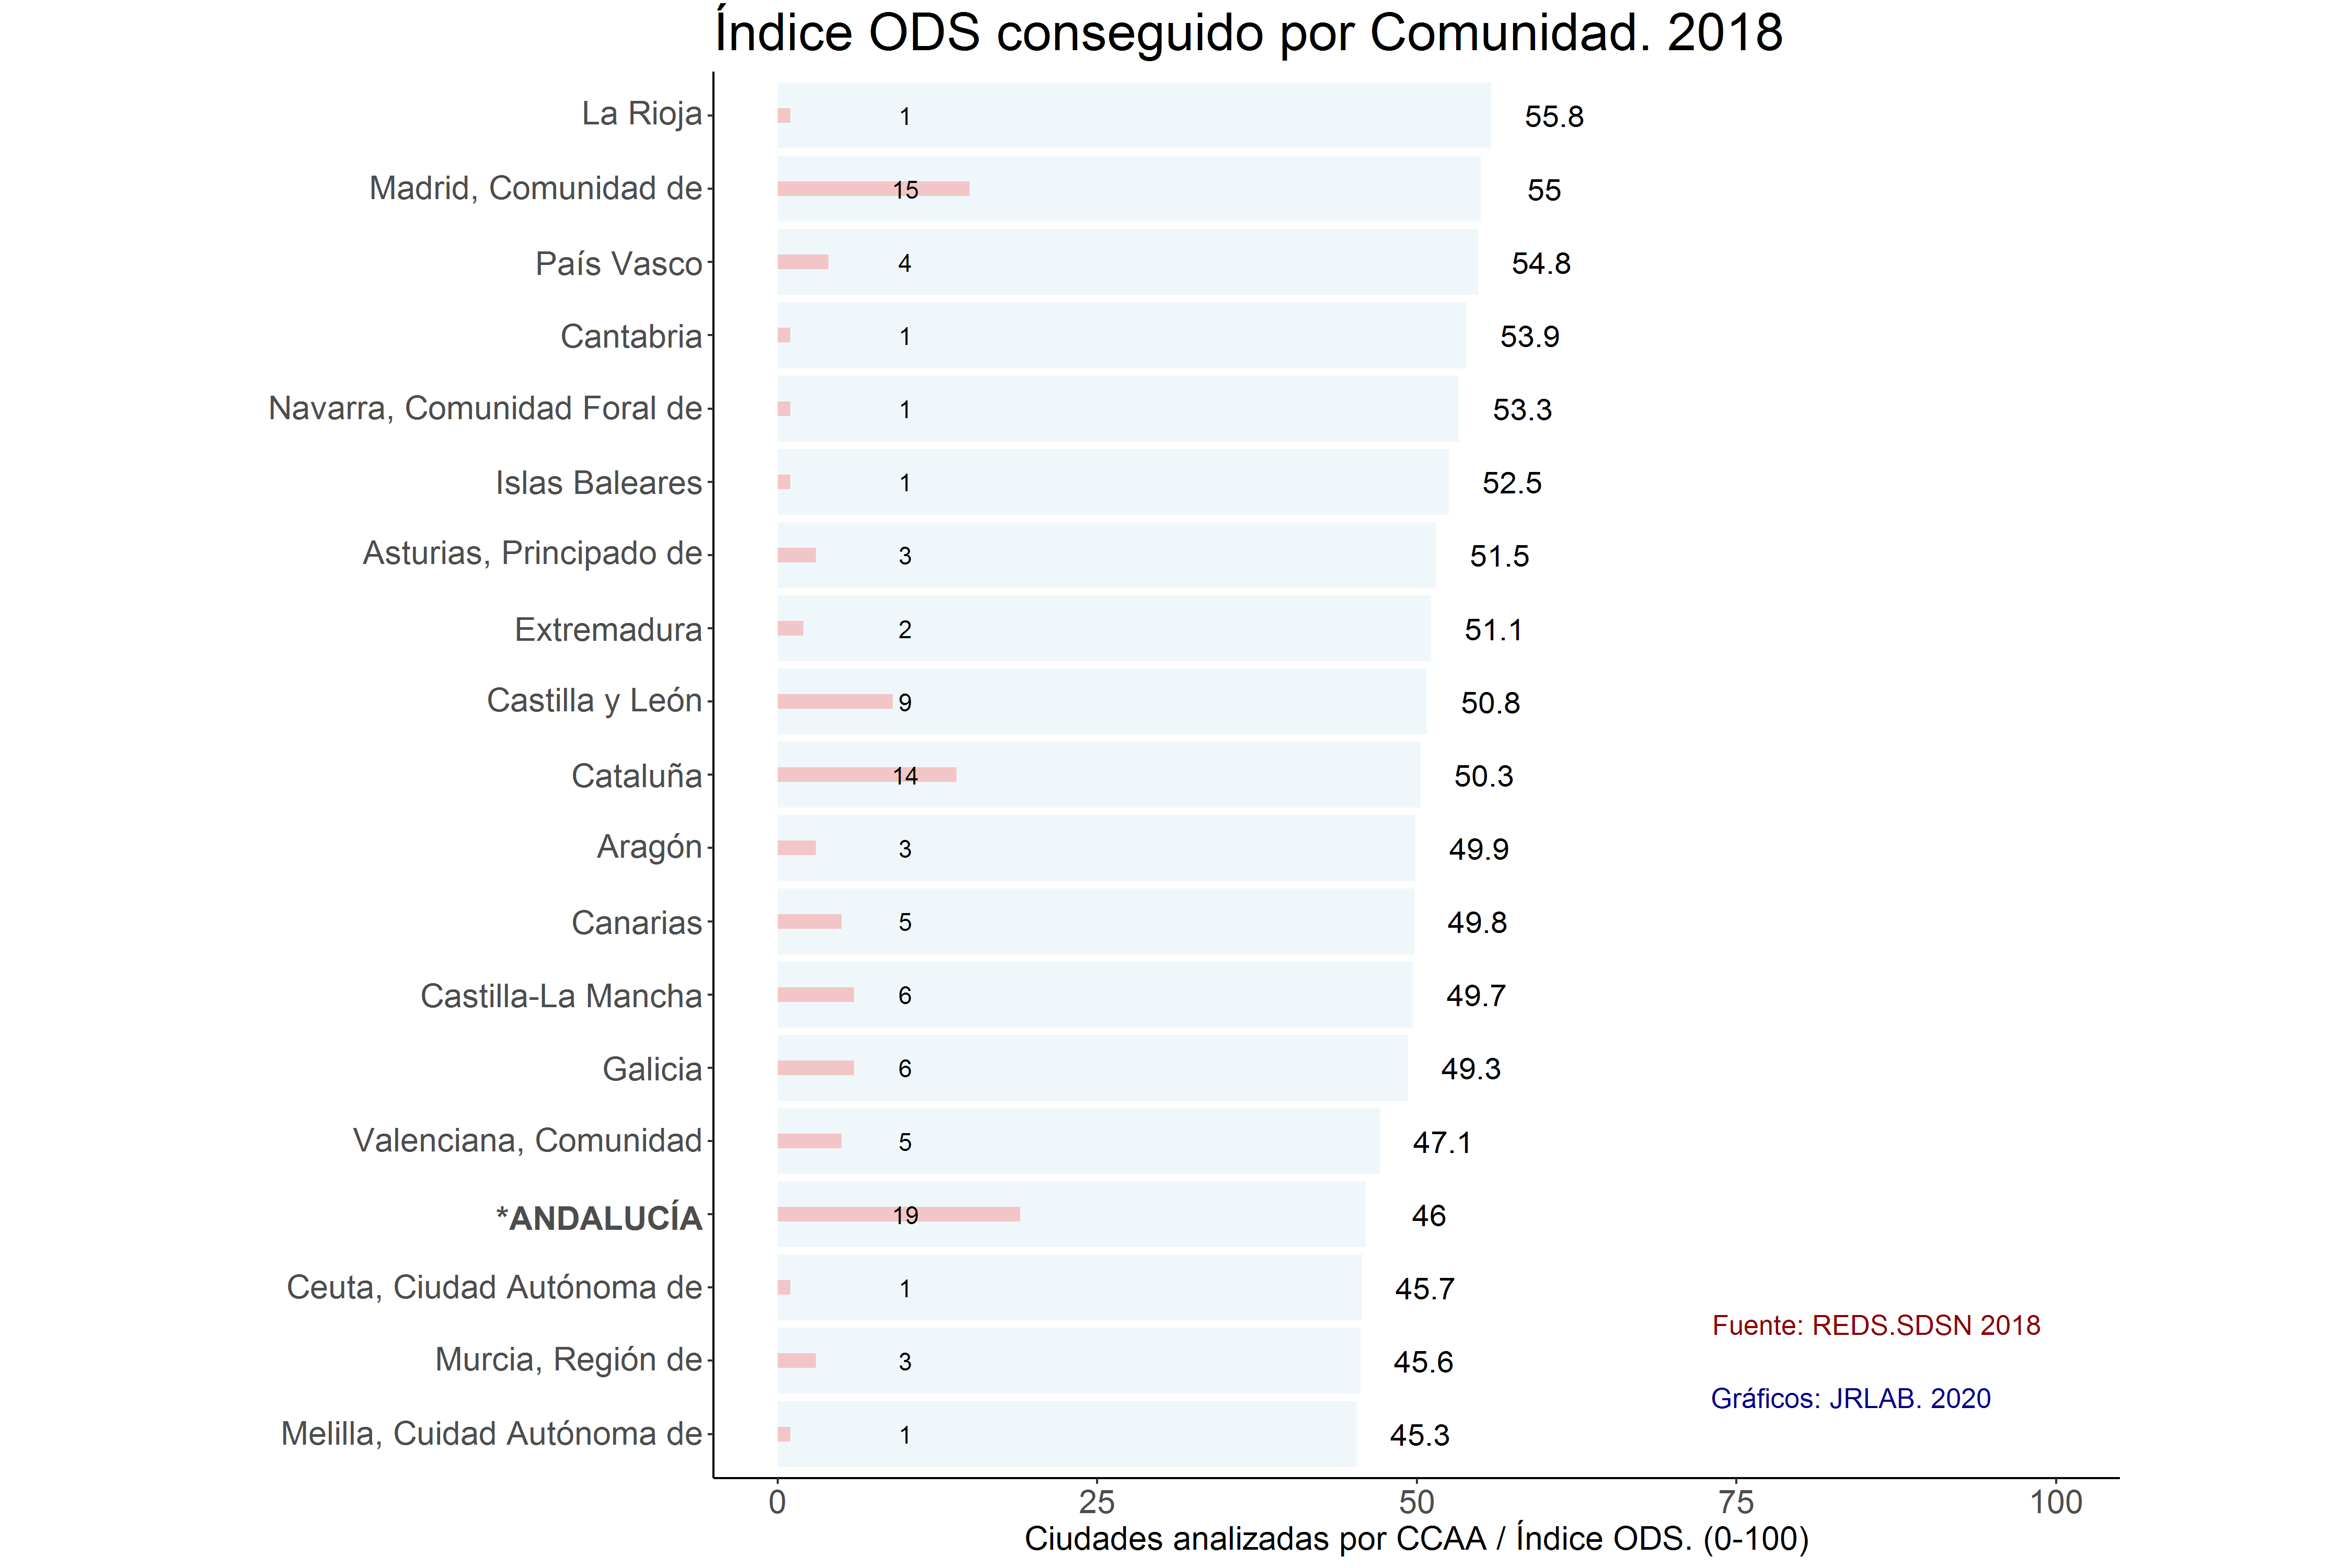 Índice ODS conseguido por Comunidad. 2018
La Rioja 1 55.8
Madrid, Comunidad de 15 55
País Vasco 4 54.8
Cantabria 1 53.9
Navarra, Comunidad Foral de 1 53.3
Islas Baleares 1 52.5
Asturias, Principado de 3 51.5
Extremadura 2 51.1
Castilla y León 9 50.8
Cataluña 14 50.3
Aragón 3 49.9
Canarias 5 49.8
Castilla-La Mancha 6 49.7
Galicia 6 49.3
Valenciana, Comunidad 5 47.1
*ANDALUCÍA 19 46
Ceuta, Ciudad Autónoma de 1 45.7
Fuente: REDS.SDSN 2018
Murcia, Región de 3 45.6
Gráficos: JRLAB. 2020
Melilla, Cuidad Autónoma de 1 45.3
0 25 50 75 100
Ciudades analizadas por CCAA / Índice ODS. (0-100)